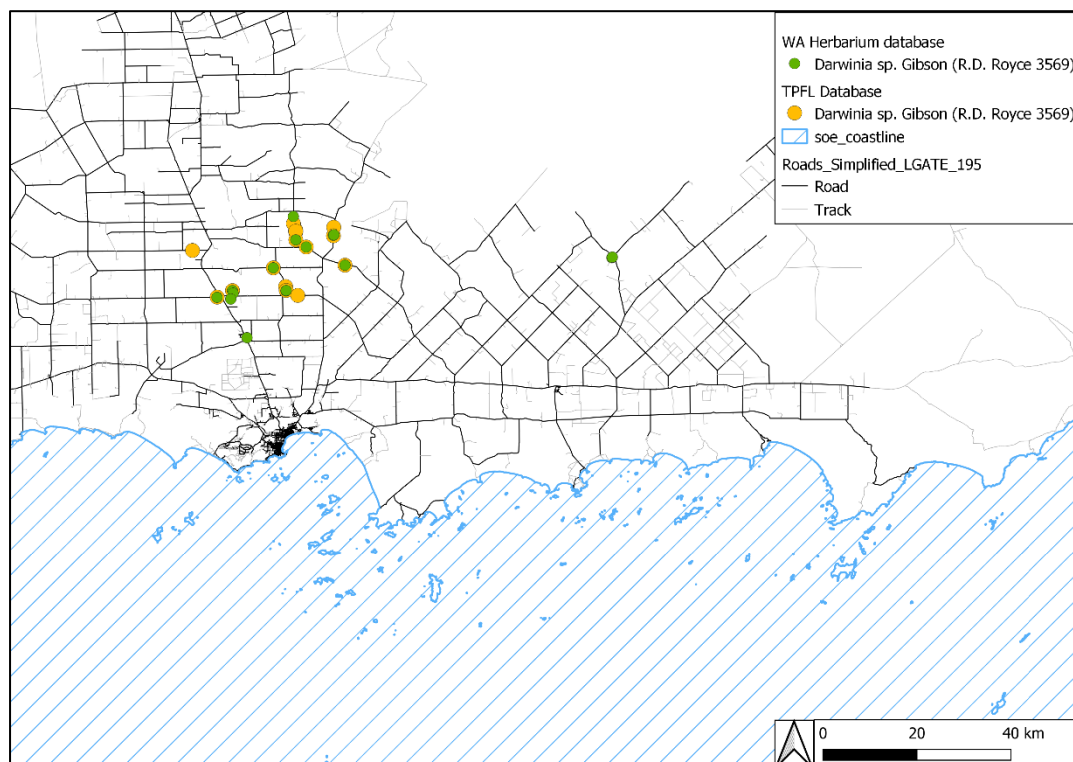 WA Herbarium database
Darwinia sp. Gibson (R.D. Royce 3569)
TPFL Database
Darwinia sp. Gibson (R.D. Royce 3569)
soe_coastline
Roads_Simplified_LGATE_195
Road
Track
0 20 40 km